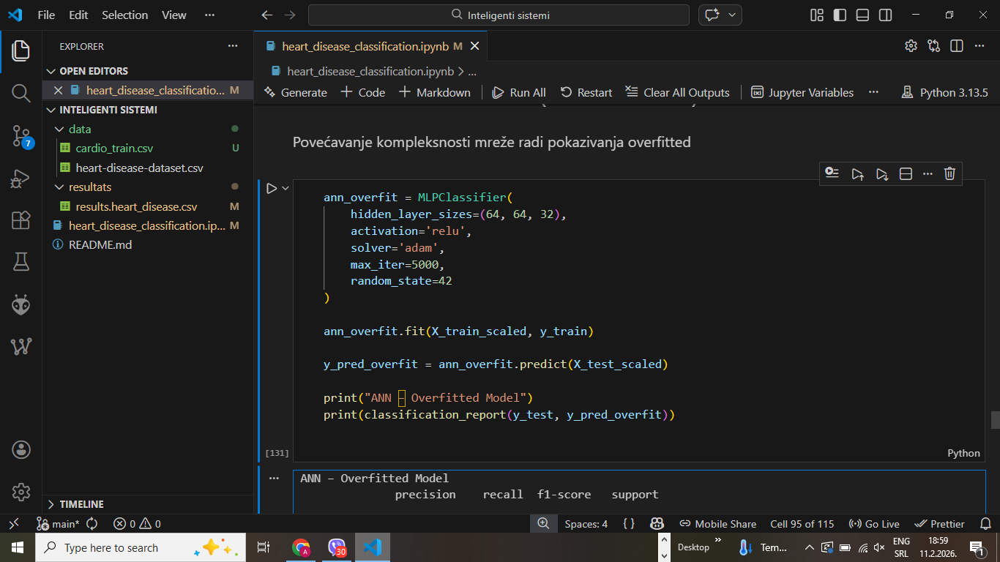 File Edit Selection View ···
Inteligenti sistemi
EXPLORER ···
OPEN EDITORS
heart_disease_classificatio... M
INTELIGENTI SISTEMI
data
cardio_train.csv U
heart-disease-dataset.csv
resultats
results.heart_disease.csv M
heart_disease_classification.ip... M
README.md
7
TIMELINE
heart_disease_classification.ipynb M
heart_disease_classification.ipynb > ...
Generate + Code + Markdown Run All Restart Clear All Outputs Jupyter Variables ··· Python 3.13.5
Povećavanje kompleksnosti mreže radi pokazivanja overfitted
ann_overfit = MLPClassifier(
hidden_layer_sizes=(64, 64, 32),
activation='relu',
solver='adam',
max_iter=5000,
random_state=42
)
ann_overfit.fit(X_train_scaled, y_train)
y_pred_overfit = ann_overfit.predict(X_test_scaled)
print("ANN – Overfitted Model")
print(classification_report(y_test, y_pred_overfit))
[131]
Python
ANN – Overfitted Model
precision recall f1-score support
main* 0 0 Spaces: 4 { } Mobile Share Cell 95 of 115 Go Live Prettier
Type here to search
A
30
Desktop » Tem... ENG 18:59
SRL 11.2.2026. 1